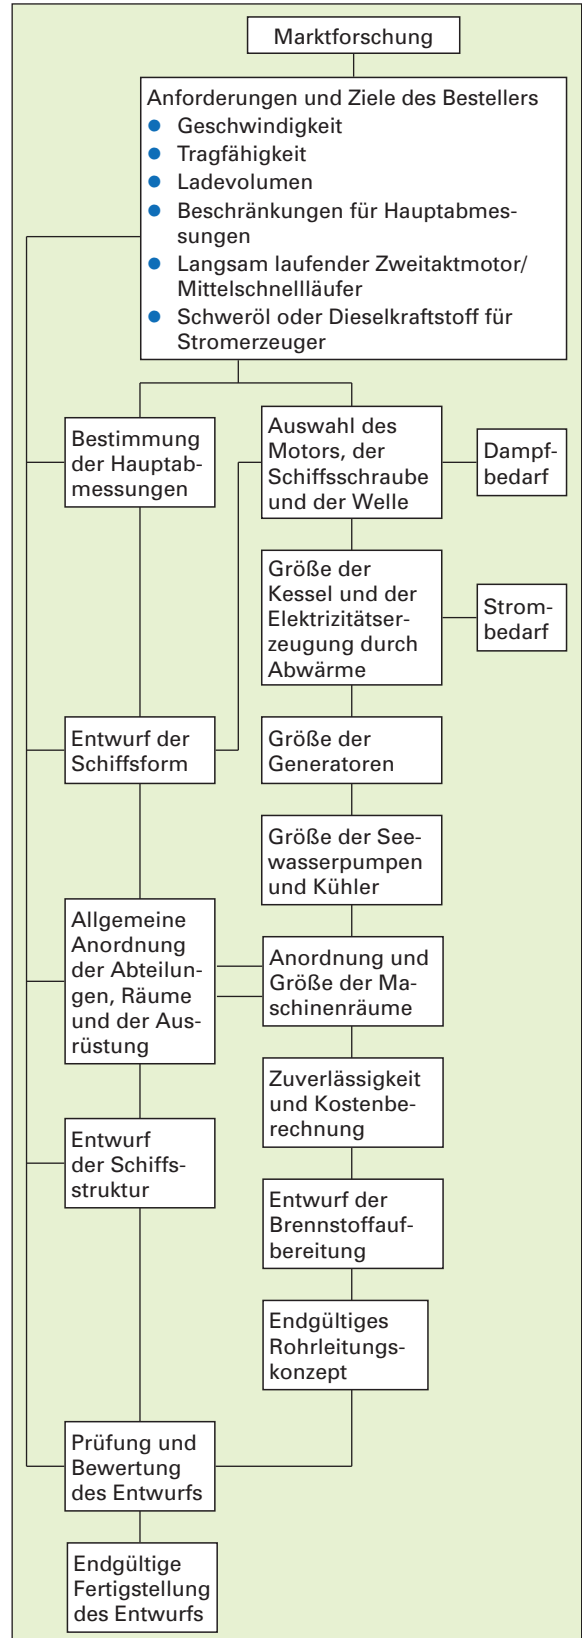 Marktforschung
Anforderungen und Ziele des Bestellers
● Geschwindigkeit
● Tragfähigkeit
● Ladevolumen
● Beschränkungen für Hauptabmes-
sungen
● Langsam laufender Zweitaktmotor/
Mittelschnellläufer
● Schweröl oder Dieselkraftstoff für
Stromerzeuger
Bestimmung
der Hauptab-
messungen
Auswahl des
Motors, der
Schiffsschraube
und der Welle
Dampf-
bedarf
Größe der
Kessel und der
Elektrizitätser-
zeugung durch
Abwärme
Strom-
bedarf
Entwurf der
Schiffsform
Größe der
Generatoren
Größe der See-
wasserpumpen
und Kühler
Allgemeine
Anordnung
der Abteilun-
gen, Räume
und der Aus-
rüstung
Anordnung und
Größe der Ma-
schinenräume
Zuverlässigkeit
und Kostenbe-
rechnung
Entwurf
der Schiffs-
struktur
Entwurf der
Brennstoffauf-
bereitung
Endgültiges
Rohrleitungs-
konzept
Prüfung und
Bewertung
des Entwurfs
Endgültige
Fertigstellung
des Entwurfs